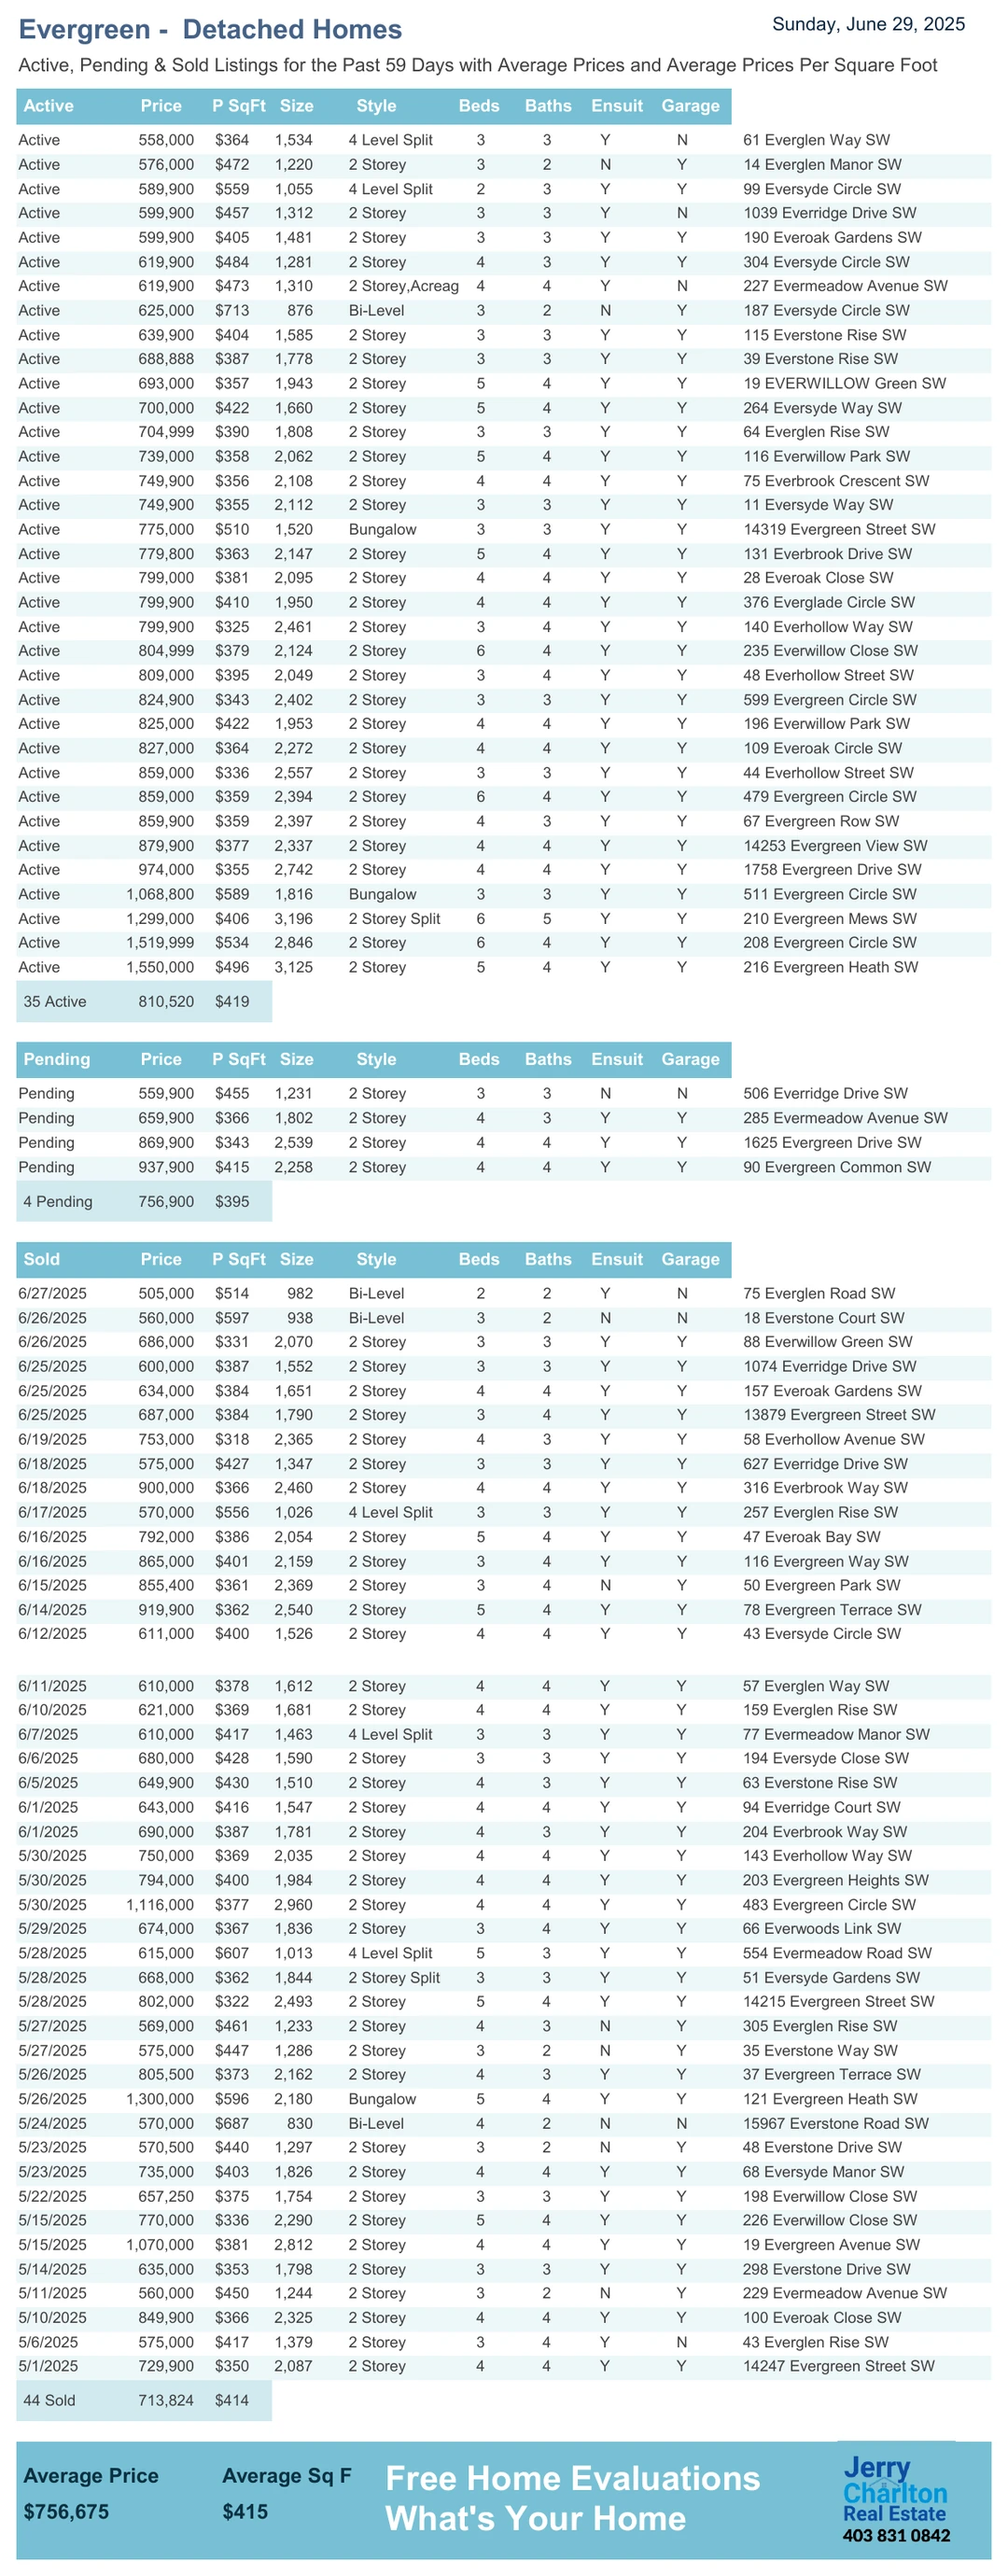 Evergreen - Detached Homes
Sunday, June 29, 2025
Active, Pending & Sold Listings for the Past 59 Days with Average Prices and Average Prices Per Square Foot
Active Price P SqFt Size Style Beds Baths Ensuit Garage
Active 558,000 $364 1,534 4 Level Split 3 3 Y N 61 Everglen Way SW
Active 576,000 $472 1,220 2 Storey 3 2 N Y 14 Everglen Manor SW
Active 589,900 $559 1,055 4 Level Split 2 3 Y Y 99 Eversyde Circle SW
Active 599,900 $457 1,312 2 Storey 3 3 Y N 1039 Everridge Drive SW
Active 599,900 $405 1,481 2 Storey 3 3 Y Y 190 Everoak Gardens SW
Active 619,900 $484 1,281 2 Storey 4 3 Y Y 304 Eversyde Circle SW
Active 619,900 $473 1,310 2 Storey,Acreag 4 4 Y N 227 Evermeadow Avenue SW
Active 625,000 $713 876 Bi-Level 3 2 N Y 187 Eversyde Circle SW
Active 639,900 $404 1,585 2 Storey 3 3 Y Y 115 Everstone Rise SW
Active 688,888 $387 1,778 2 Storey 3 3 Y Y 39 Everstone Rise SW
Active 693,000 $357 1,943 2 Storey 5 4 Y Y 19 EVERWILLOW Green SW
Active 700,000 $422 1,660 2 Storey 5 4 Y Y 264 Eversyde Way SW
Active 704,999 $390 1,808 2 Storey 3 3 Y Y 64 Everglen Rise SW
Active 739,000 $358 2,062 2 Storey 5 4 Y Y 116 Everwillow Park SW
Active 749,900 $356 2,108 2 Storey 4 4 Y Y 75 Everbrook Crescent SW
Active 749,900 $355 2,112 2 Storey 3 3 Y Y 11 Eversyde Way SW
Active 775,000 $510 1,520 Bungalow 3 3 Y Y 14319 Evergreen Street SW
Active 779,800 $363 2,147 2 Storey 5 4 Y Y 131 Everbrook Drive SW
Active 799,000 $381 2,095 2 Storey 4 4 Y Y 28 Everoak Close SW
Active 799,900 $410 1,950 2 Storey 4 4 Y Y 376 Everglade Circle SW
Active 799,900 $325 2,461 2 Storey 3 4 Y Y 140 Everhollow Way SW
Active 804,999 $379 2,124 2 Storey 6 4 Y Y 235 Everwillow Close SW
Active 809,000 $395 2,049 2 Storey 3 4 Y Y 48 Everhollow Street SW
Active 824,900 $343 2,402 2 Storey 3 3 Y Y 599 Evergreen Circle SW
Active 825,000 $422 1,953 2 Storey 4 4 Y Y 196 Everwillow Park SW
Active 827,000 $364 2,272 2 Storey 4 4 Y Y 109 Everoak Circle SW
Active 859,000 $336 2,557 2 Storey 3 3 Y Y 44 Everhollow Street SW
Active 859,000 $359 2,394 2 Storey 6 4 Y Y 479 Evergreen Circle SW
Active 859,900 $359 2,397 2 Storey 4 3 Y Y 67 Evergreen Row SW
Active 879,900 $377 2,337 2 Storey 4 4 Y Y 14253 Evergreen View SW
Active 974,000 $355 2,742 2 Storey 4 4 Y Y 1758 Evergreen Drive SW
Active 1,068,800 $589 1,816 Bungalow 3 3 Y Y 511 Evergreen Circle SW
Active 1,299,000 $406 3,196 2 Storey Split 6 5 Y Y 210 Evergreen Mews SW
Active 1,519,999 $534 2,846 2 Storey 6 4 Y Y 208 Evergreen Circle SW
Active 1,550,000 $496 3,125 2 Storey 5 4 Y Y 216 Evergreen Heath SW
35 Active 810,520 $419
Pending Price P SqFt Size Style Beds Baths Ensuit Garage
Pending 559,900 $455 1,231 2 Storey 3 3 N N 506 Everridge Drive SW
Pending 659,900 $366 1,802 2 Storey 4 3 Y Y 285 Evermeadow Avenue SW
Pending 869,900 $343 2,539 2 Storey 4 4 Y Y 1625 Evergreen Drive SW
Pending 937,900 $415 2,258 2 Storey 4 4 Y Y 90 Evergreen Common SW
4 Pending 756,900 $395
Sold Price P SqFt Size Style Beds Baths Ensuit Garage
6/27/2025 505,000 $514 982 Bi-Level 2 2 Y N 75 Everglen Road SW
6/26/2025 560,000 $597 938 Bi-Level 3 2 N N 18 Everstone Court SW
6/26/2025 686,000 $331 2,070 2 Storey 3 3 Y Y 88 Everwillow Green SW
6/25/2025 600,000 $387 1,552 2 Storey 3 3 Y Y 1074 Everridge Drive SW
6/25/2025 634,000 $384 1,651 2 Storey 4 4 Y Y 157 Everoak Gardens SW
6/25/2025 687,000 $384 1,790 2 Storey 3 4 Y Y 13879 Evergreen Street SW
6/19/2025 753,000 $318 2,365 2 Storey 4 3 Y Y 58 Everhollow Avenue SW
6/18/2025 575,000 $427 1,347 2 Storey 3 3 Y Y 627 Everridge Drive SW
6/18/2025 900,000 $366 2,460 2 Storey 4 4 Y Y 316 Everbrook Way SW
6/17/2025 570,000 $556 1,026 4 Level Split 3 3 Y Y 257 Everglen Rise SW
6/16/2025 792,000 $386 2,054 2 Storey 5 4 Y Y 47 Everoak Bay SW
6/16/2025 865,000 $401 2,159 2 Storey 3 4 Y Y 116 Evergreen Way SW
6/15/2025 855,400 $361 2,369 2 Storey 3 4 N Y 50 Evergreen Park SW
6/14/2025 919,900 $362 2,540 2 Storey 5 4 Y Y 78 Evergreen Terrace SW
6/12/2025 611,000 $400 1,526 2 Storey 4 4 Y Y 43 Eversyde Circle SW
6/11/2025 610,000 $378 1,612 2 Storey 4 4 Y Y 57 Everglen Way SW
6/10/2025 621,000 $369 1,681 2 Storey 4 4 Y Y 159 Everglen Rise SW
6/7/2025 610,000 $417 1,463 4 Level Split 3 3 Y Y 77 Evermeadow Manor SW
6/6/2025 680,000 $428 1,590 2 Storey 3 3 Y Y 194 Eversyde Close SW
6/5/2025 649,900 $430 1,510 2 Storey 4 3 Y Y 63 Everstone Rise SW
6/1/2025 643,000 $416 1,547 2 Storey 4 4 Y Y 94 Everridge Court SW
6/1/2025 690,000 $387 1,781 2 Storey 4 3 Y Y 204 Everbrook Way SW
5/30/2025 750,000 $369 2,035 2 Storey 4 4 Y Y 143 Everhollow Way SW
5/30/2025 794,000 $400 1,984 2 Storey 4 4 Y Y 203 Evergreen Heights SW
5/30/2025 1,116,000 $377 2,960 2 Storey 4 4 Y Y 483 Evergreen Circle SW
5/29/2025 674,000 $367 1,836 2 Storey 3 4 Y Y 66 Everwoods Link SW
5/28/2025 615,000 $607 1,013 4 Level Split 5 3 Y Y 554 Evermeadow Road SW
5/28/2025 668,000 $362 1,844 2 Storey Split 3 3 Y Y 51 Eversyde Gardens SW
5/28/2025 802,000 $322 2,493 2 Storey 5 4 Y Y 14215 Evergreen Street SW
5/27/2025 569,000 $461 1,233 2 Storey 4 3 N Y 305 Everglen Rise SW
5/27/2025 575,000 $447 1,286 2 Storey 3 2 N Y 35 Everstone Way SW
5/26/2025 805,500 $373 2,162 2 Storey 4 3 Y Y 37 Evergreen Terrace SW
5/26/2025 1,300,000 $596 2,180 Bungalow 5 4 Y Y 121 Evergreen Heath SW
5/24/2025 570,000 $687 830 Bi-Level 4 2 N N 15967 Everstone Road SW
5/23/2025 570,500 $440 1,297 2 Storey 3 2 N Y 48 Everstone Drive SW
5/23/2025 735,000 $403 1,826 2 Storey 4 4 Y Y 68 Eversyde Manor SW
5/22/2025 657,250 $375 1,754 2 Storey 3 3 Y Y 198 Everwillow Close SW
5/15/2025 770,000 $336 2,290 2 Storey 5 4 Y Y 226 Everwillow Close SW
5/15/2025 1,070,000 $381 2,812 2 Storey 4 4 Y Y 19 Evergreen Avenue SW
5/14/2025 635,000 $353 1,798 2 Storey 3 3 Y Y 298 Everstone Drive SW
5/11/2025 560,000 $450 1,244 2 Storey 3 2 N Y 229 Evermeadow Avenue SW
5/10/2025 849,900 $366 2,325 2 Storey 4 4 Y Y 100 Everoak Close SW
5/6/2025 575,000 $417 1,379 2 Storey 3 4 Y N 43 Everglen Rise SW
5/1/2025 729,900 $350 2,087 2 Storey 4 4 Y Y 14247 Evergreen Street SW
44 Sold 713,824 $414
Average Price Average Sq F
$756,675 $415
Free Home Evaluations
What's Your Home
Jerry
Charlton
Real Estate
403 831 0842